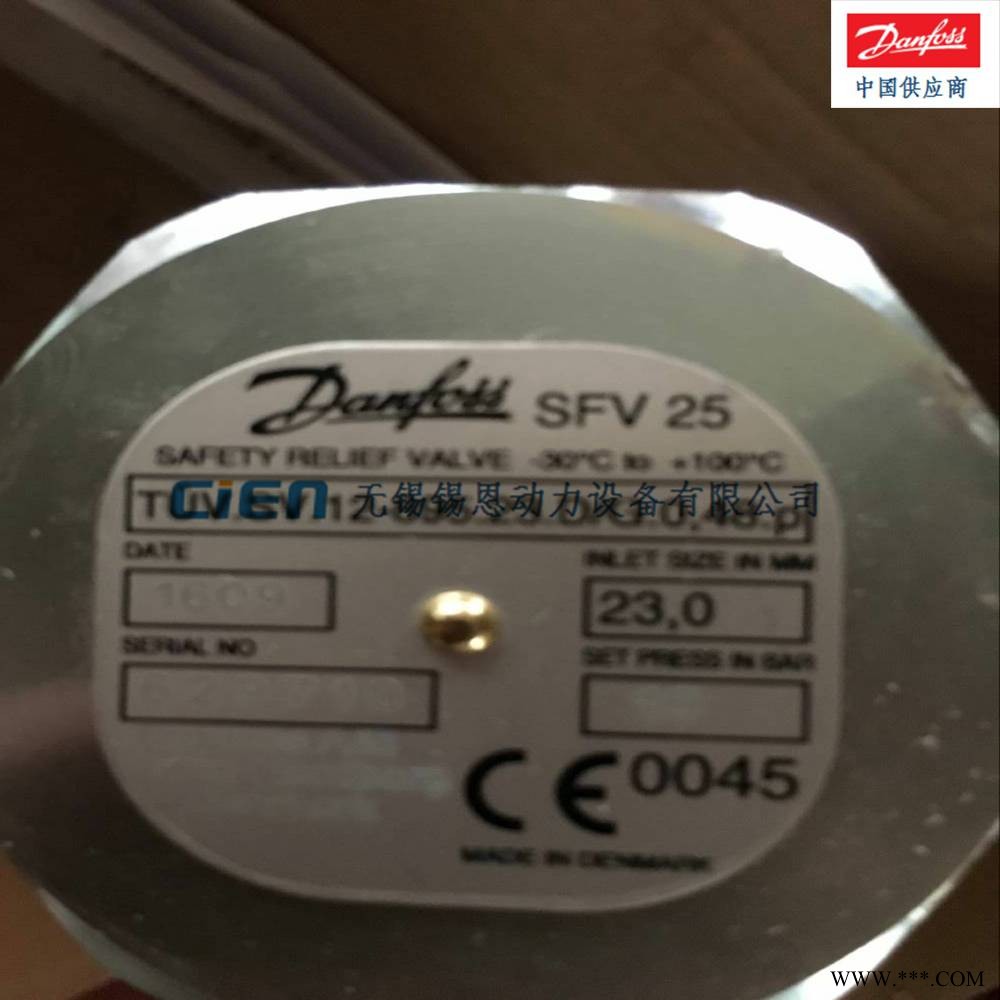 Danfoss
中国供应商
Danfoss SFV 25
SAFETY RELIEF VALVE -30°C to +100°C
CiEN 无锡锡恩动力设备有限公司
DATE
INLET SIZE IN MM
1609
23,0
SERIAL NO
SET PRESS IN BAR
CE 0045
MADE IN DENMARK
WWW.***.COM